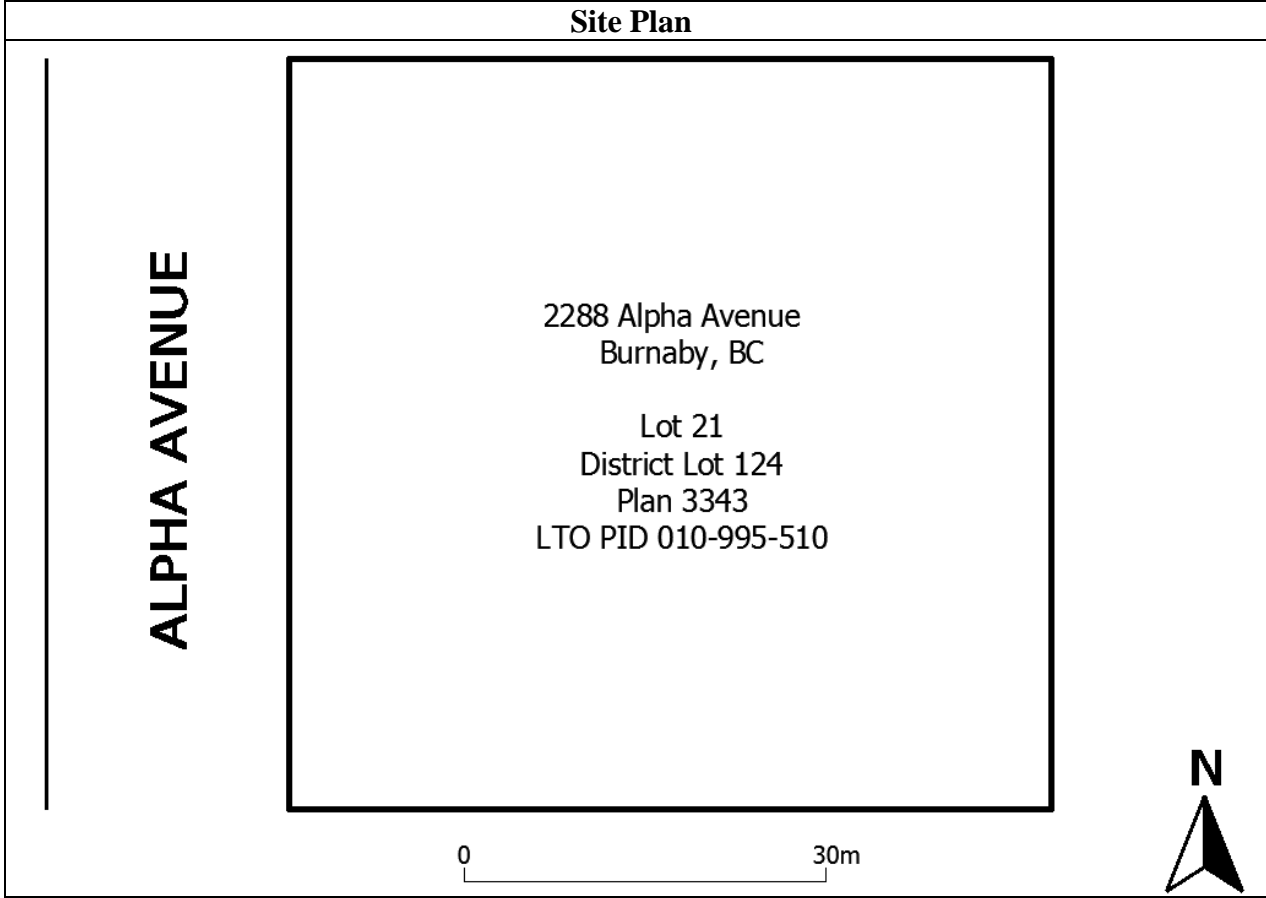 Site Plan
ALPHA AVENUE
2288 Alpha Avenue
Burnaby, BC
Lot 21
District Lot 124
Plan 3343
LTO PID 010-995-510
N
0 30m